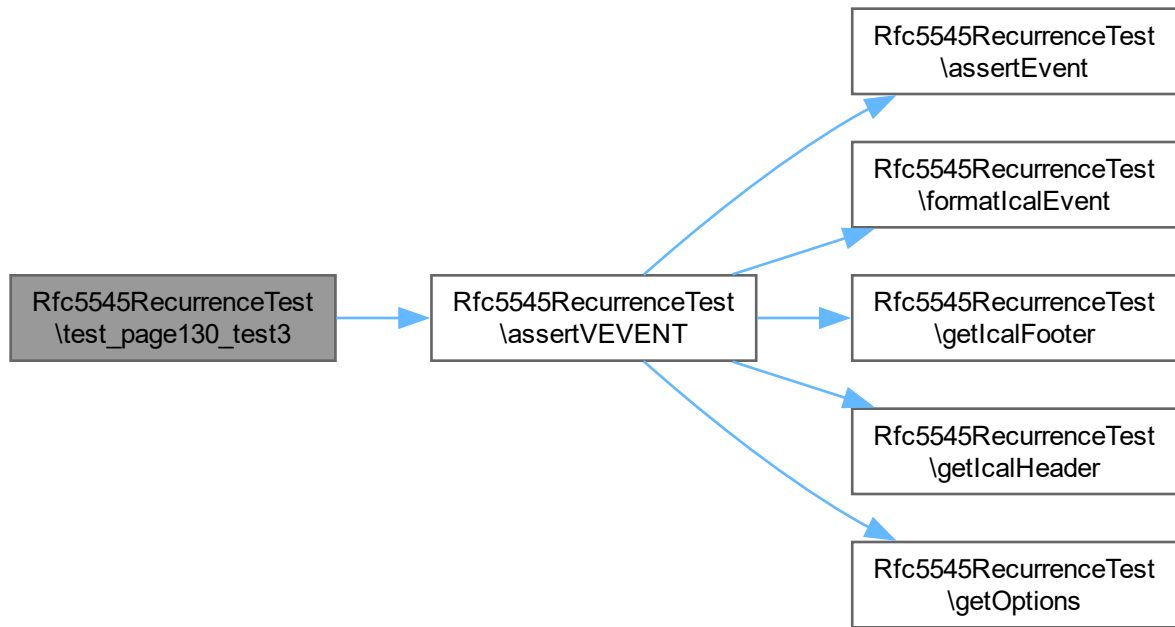 Rfc5545RecurrenceTest
\assertEvent
Rfc5545RecurrenceTest
\formatIcalEvent
Rfc5545RecurrenceTest
\test_page130_test3
Rfc5545RecurrenceTest
\assertVEVENT
Rfc5545RecurrenceTest
\getIcalFooter
Rfc5545RecurrenceTest
\getIcalHeader
Rfc5545RecurrenceTest
\getOptions